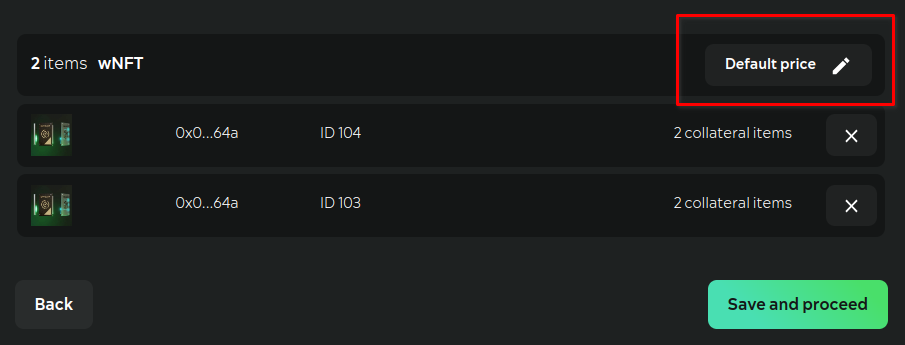 2 items wNFT Default price
0x0...64a ID 104 2 collateral items
0x0...64a ID 103 2 collateral items
Back Save and proceed